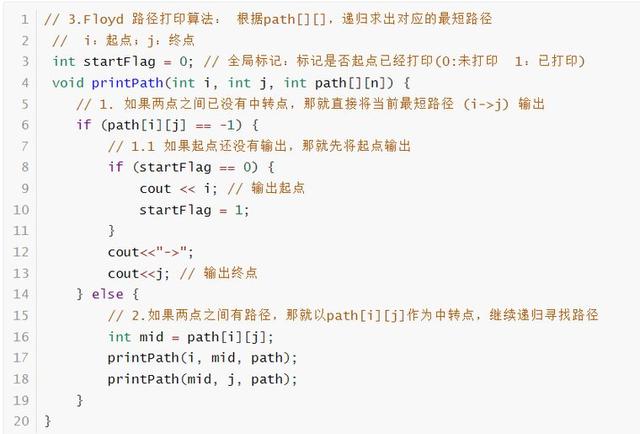 1 // 3.Floyd 路径打印算法： 根据path[][]，递归求出对应的最短路径
2 //  i：起点；j：终点
3 int startFlag = 0; // 全局标记：标记是否起点已经打印(0:未打印  1：已打印)
4 void printPath(int i, int j, int path[][n]) {
5     // 1. 如果两点之间已没有中转点，那就直接将当前最短路径 (i->j) 输出
6     if (path[i][j] == -1) {
7         // 1.1 如果起点还没有输出，那就先将起点输出
8         if (startFlag == 0) {
9             cout << i; // 输出起点
10             startFlag = 1;
11         }
12         cout<<"->";
13         cout<<j; // 输出终点
14     } else {
15         // 2.如果两点之间有路径，那就以path[i][j]作为中转点，继续递归寻找路径
16         int mid = path[i][j];
17         printPath(i, mid, path);
18         printPath(mid, j, path);
19     }
20 }